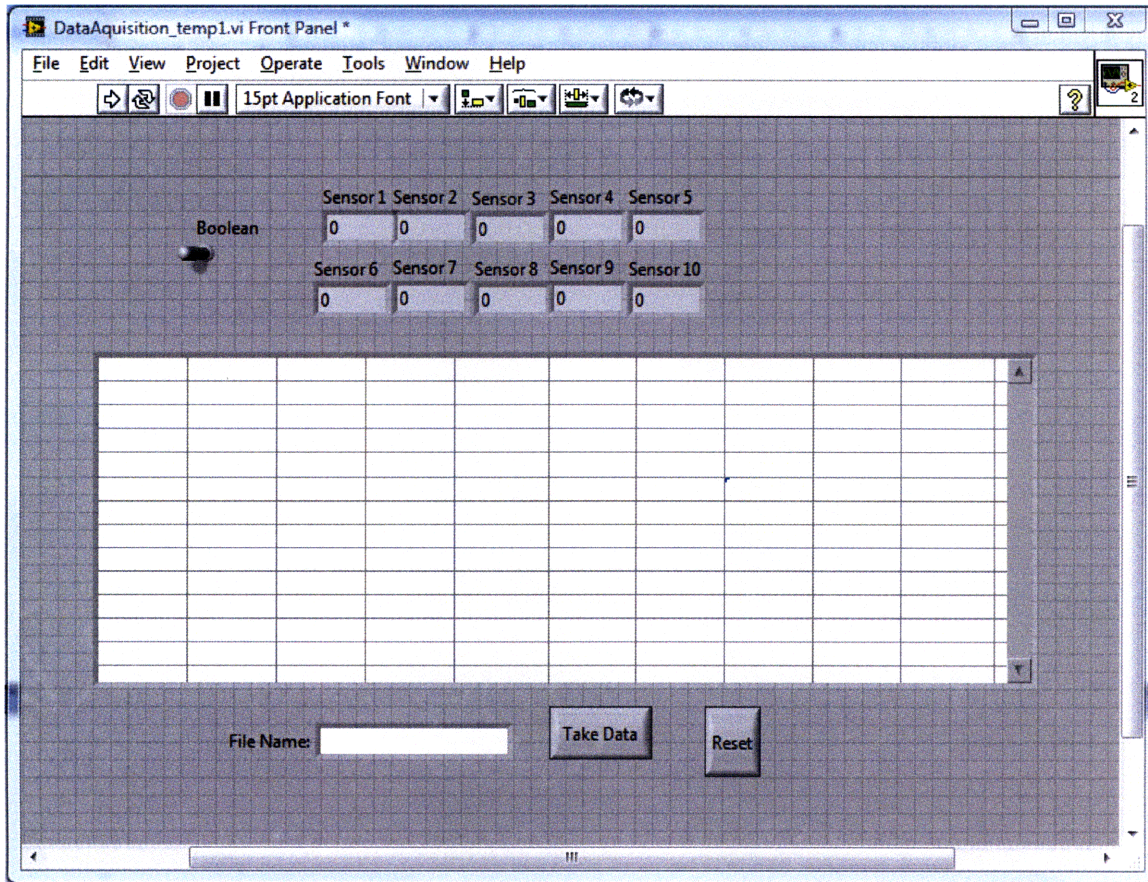 DataAquisition_temp1.vi Front Panel *
File Edit View Project Operate Tools Window Help
15pt Application Font
2
Sensor 1 Sensor 2 Sensor 3 Sensor 4 Sensor 5
Boolean
0 0 0 0 0
Sensor 6 Sensor 7 Sensor 8 Sensor 9 Sensor 10
0 0 0 0 0
File Name:
Take Data
Reset